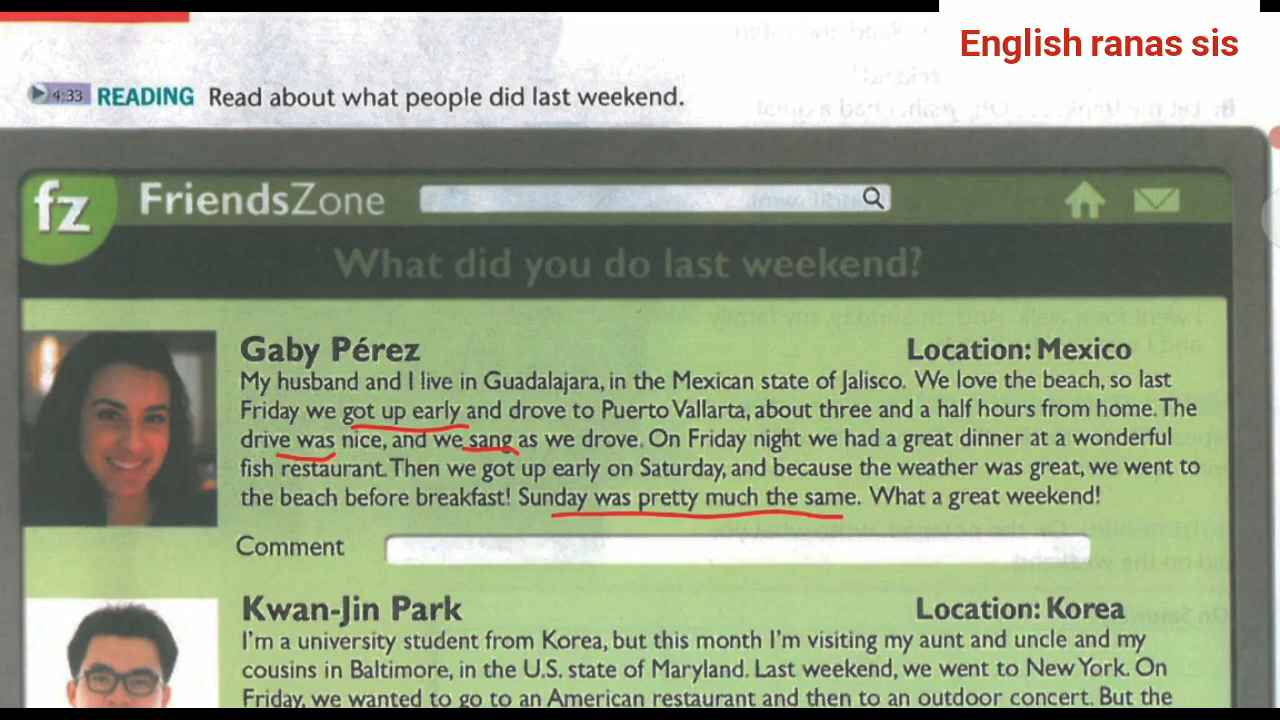 English ranas sis
4:33 READING Read about what people did last weekend.
fz FriendsZone
What did you do last weekend?
Gaby Pérez Location: Mexico
My husband and I live in Guadalajara, in the Mexican state of Jalisco. We love the beach, so last
Friday we got up early and drove to Puerto Vallarta, about three and a half hours from home. The
drive was nice, and we sang as we drove. On Friday night we had a great dinner at a wonderful
fish restaurant. Then we got up early on Saturday, and because the weather was great, we went to
the beach before breakfast! Sunday was pretty much the same. What a great weekend!
Comment
Kwan-Jin Park Location: Korea
I'm a university student from Korea, but this month I'm visiting my aunt and uncle and my
cousins in Baltimore, in the U.S. state of Maryland. Last weekend, we went to New York. On
Friday, we wanted to go to an American restaurant and then to an outdoor concert. But the